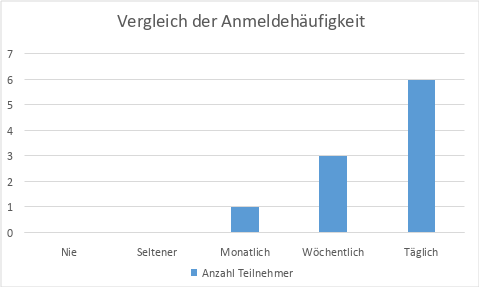 Vergleich der Anmeldehäufigkeit
7
6
5
4
3
2
1
0
Nie Seltener Monatlich Wöchentlich Täglich
Anzahl Teilnehmer